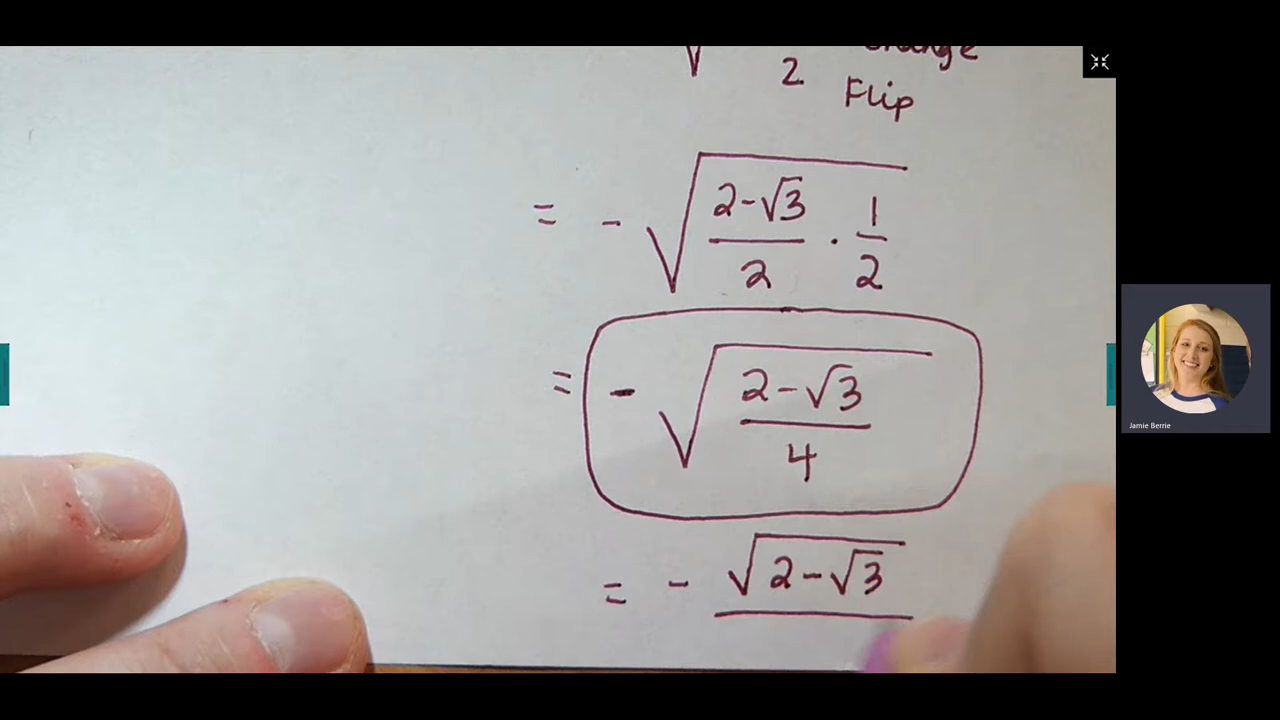 2
Flip
= - √(2-√3)/2 · 1/2
= - √(2-√3)/4
= - √2-√3
Jamie Berrie